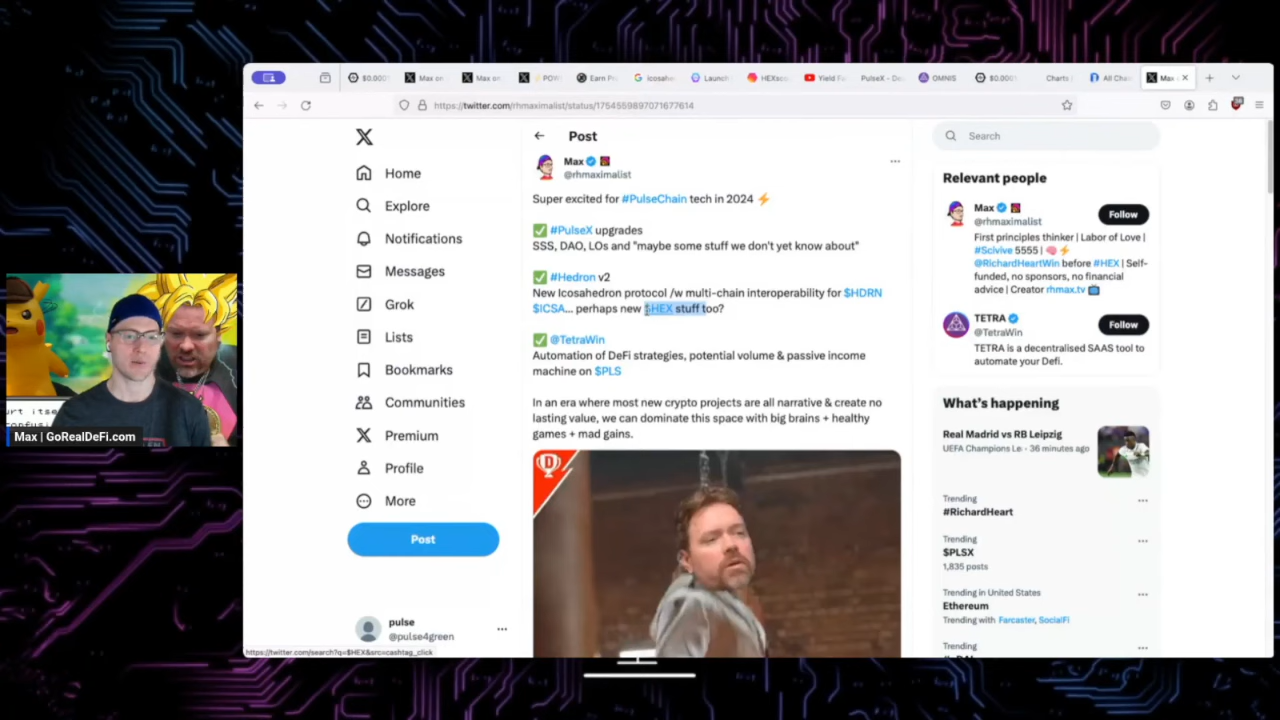 $0.0001
Max on
Max on
Earn Pr
icosahe
Launch
HEXsca
Yield Fa
PulseX - De
OMNIS
$0.0001
Charts
All Chai
Max
https://twitter.com/rhmaximalist/status/1754559897071677614
Post
Search
Home
Explore
Notifications
Messages
Grok
Lists
Bookmarks
Communities
Premium
Profile
More
Post
pulse
@pulse4green
https://twitter.com/search?q=$HEX&src=cashtag_click
Max
@rhmaximalist
Super excited for #PulseChain tech in 2024 ⚡
✅ #PulseX upgrades
SSS, DAO, LOs and "maybe some stuff we don't yet know about"
✅ #Hedron v2
New Icosahedron protocol /w multi-chain interoperability for $HDRN
$ICSA... perhaps new $HEX stuff too?
✅ @TetraWin
Automation of DeFi strategies, potential volume & passive income
machine on $PLS
In an era where most new crypto projects are all narrative & create no
lasting value, we can dominate this space with big brains + healthy
games + mad gains.
Relevant people
Max
@rhmaximalist
Follow
First principles thinker | Labor of Love |
#Scivive 5555 | 🧠⚡
@RichardHeartWin before #HEX | Self-
funded, no sponsors, no financial
advice | Creator rhmax.tv 📺
TETRA
@TetraWin
Follow
TETRA is a decentralised SAAS tool to
automate your Defi.
What's happening
Real Madrid vs RB Leipzig
UEFA Champions Le · 36 minutes ago
Trending
#RichardHeart
Trending
$PLSX
1,835 posts
Trending in United States
Ethereum
Trending with Farcaster, SocialFi
Trending
urt itse
Max | GoRealDeFi.com